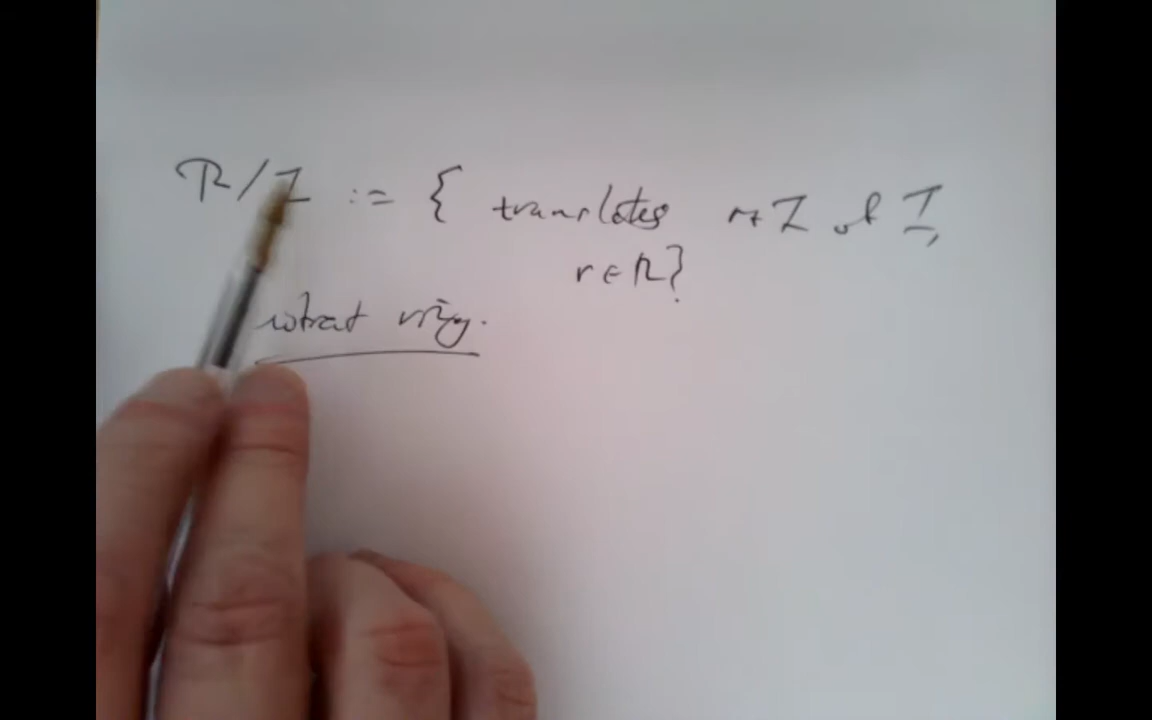 R/I := { translates r+I of I,
r ∈ R}
what ring.